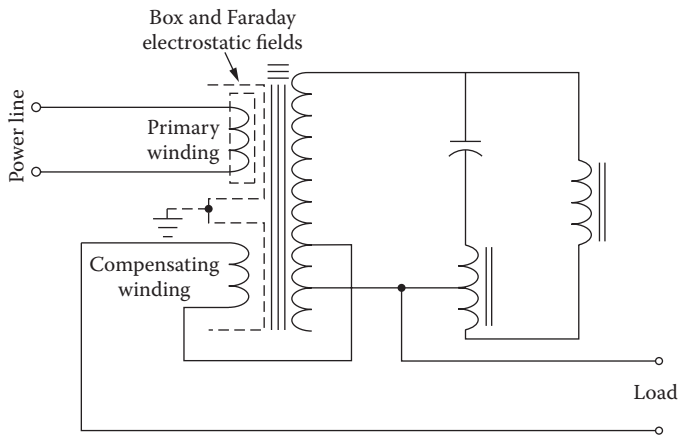 Box and Faraday
electrostatic fields
Power line
Primary
winding
Compensating
winding
Load